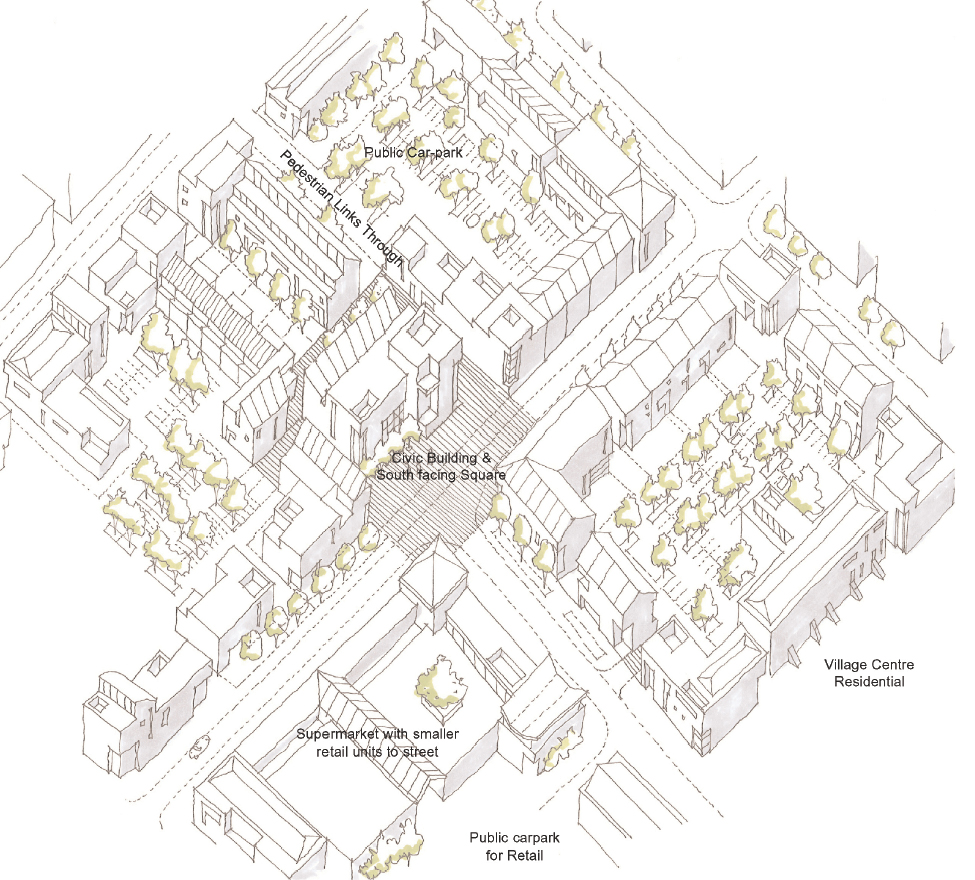 Public Car-park
Pedestrian Links Through
Civic Building &
South facing Square
Village Centre
Residential
Supermarket with smaller
retail units to street
Public carpark
for Retail